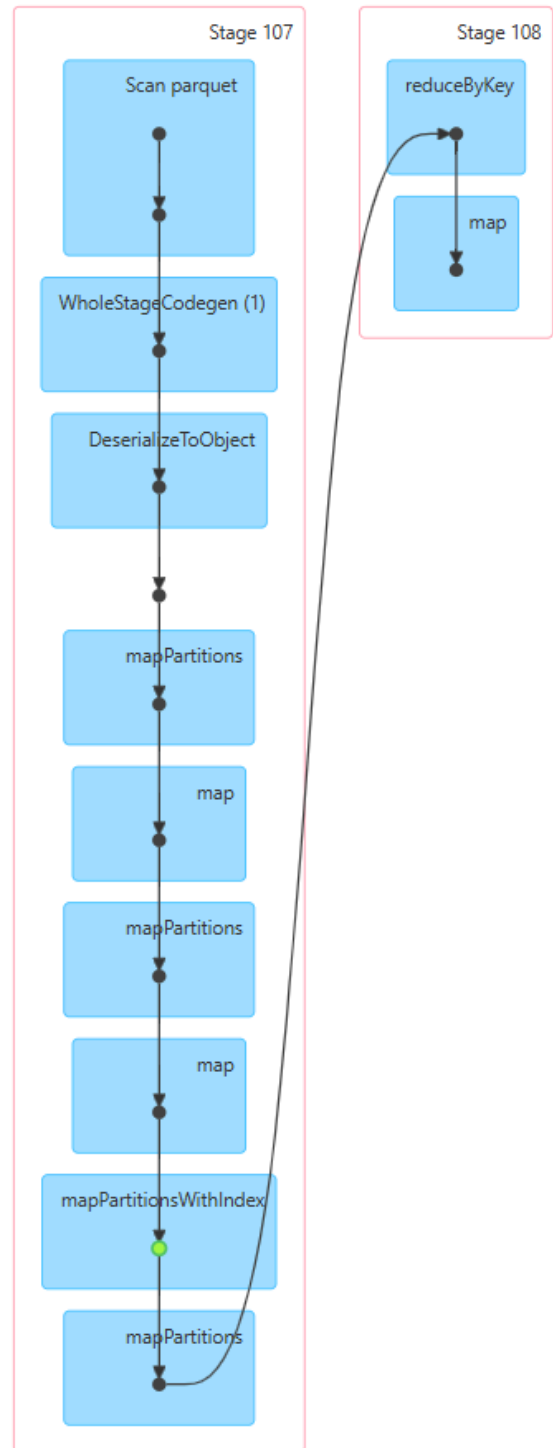 Stage 107
Scan parquet
WholeStageCodegen (1)
DeserializeToObject
mapPartitions
map
mapPartitions
map
mapPartitionsWithIndex
mapPartitions
Stage 108
reduceByKey
map